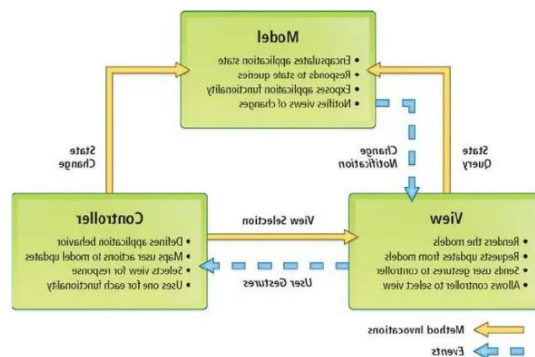 Model
• Encapsulates application state
• Responds to state queries
• Exposes application functionality
• Notifies views of changes
State
Change
Change
Notification
State
Query
Controller
• Defines application behavior
• Maps user actions to model updates
• Selects view for response
• Uses one for each functionality
View Selection
User Gestures
View
• Renders the models
• Requests updates from models
• Sends user gestures to controller
• Allows controller to select view
Method Invocations
Events